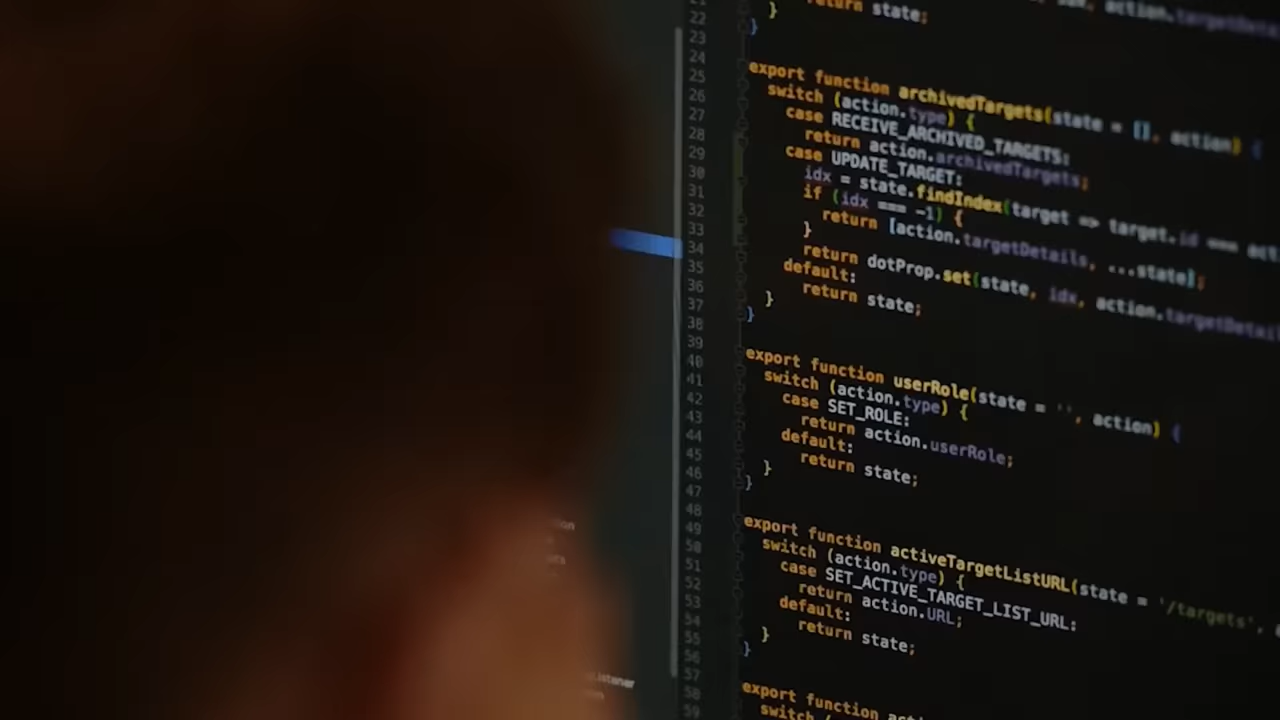 return state;
}
}
export function archivedTargets(state = [], action) {
switch (action.type) {
case RECEIVE_ARCHIVED_TARGETS:
return action.archivedTargets;
case UPDATE_TARGET:
idx = state.findIndex(target => target.id ===
if (idx === -1) {
return [action.targetDetails, ...state];
}
return dotProp.set(state, idx, action.targetDetail
default:
return state;
}
}
export function userRole(state = '', action) {
switch (action.type) {
case SET_ROLE:
return action.userRole;
default:
return state;
}
}
export function activeTargetListURL(state = '/targets',
switch (action.type) {
case SET_ACTIVE_TARGET_LIST_URL:
return action.URL;
default:
return state;
}
}
export function
switch (
22
23
24
25
26
27
28
29
30
31
32
33
34
35
36
37
38
39
40
41
42
43
44
45
46
47
48
49
50
51
52
53
54
55
56
57
58
59